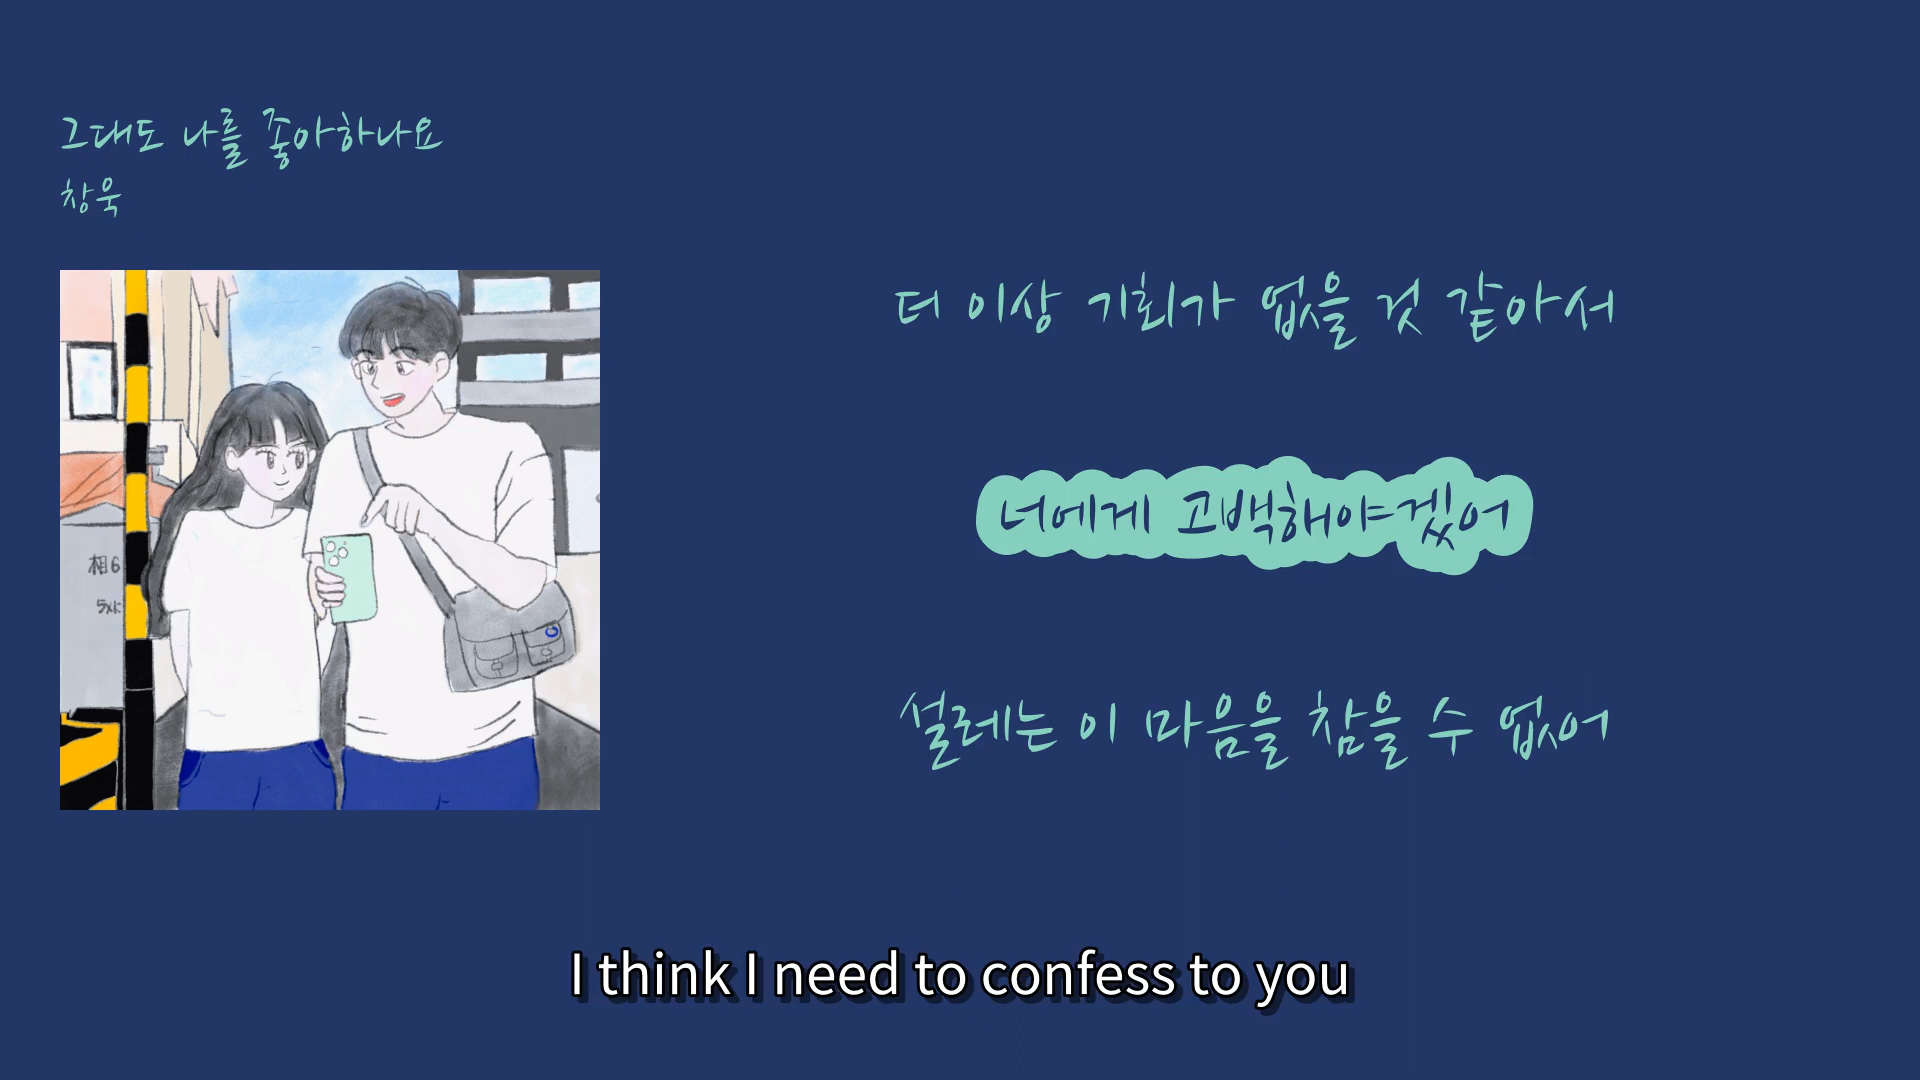 그대도 나를 좋아하나요
창욱
相6
더 이상 기회가 없을 것 같아서
너에게 고백해야겠어
설레는 이 마음을 참을 수 없어
I think I need to confess to you